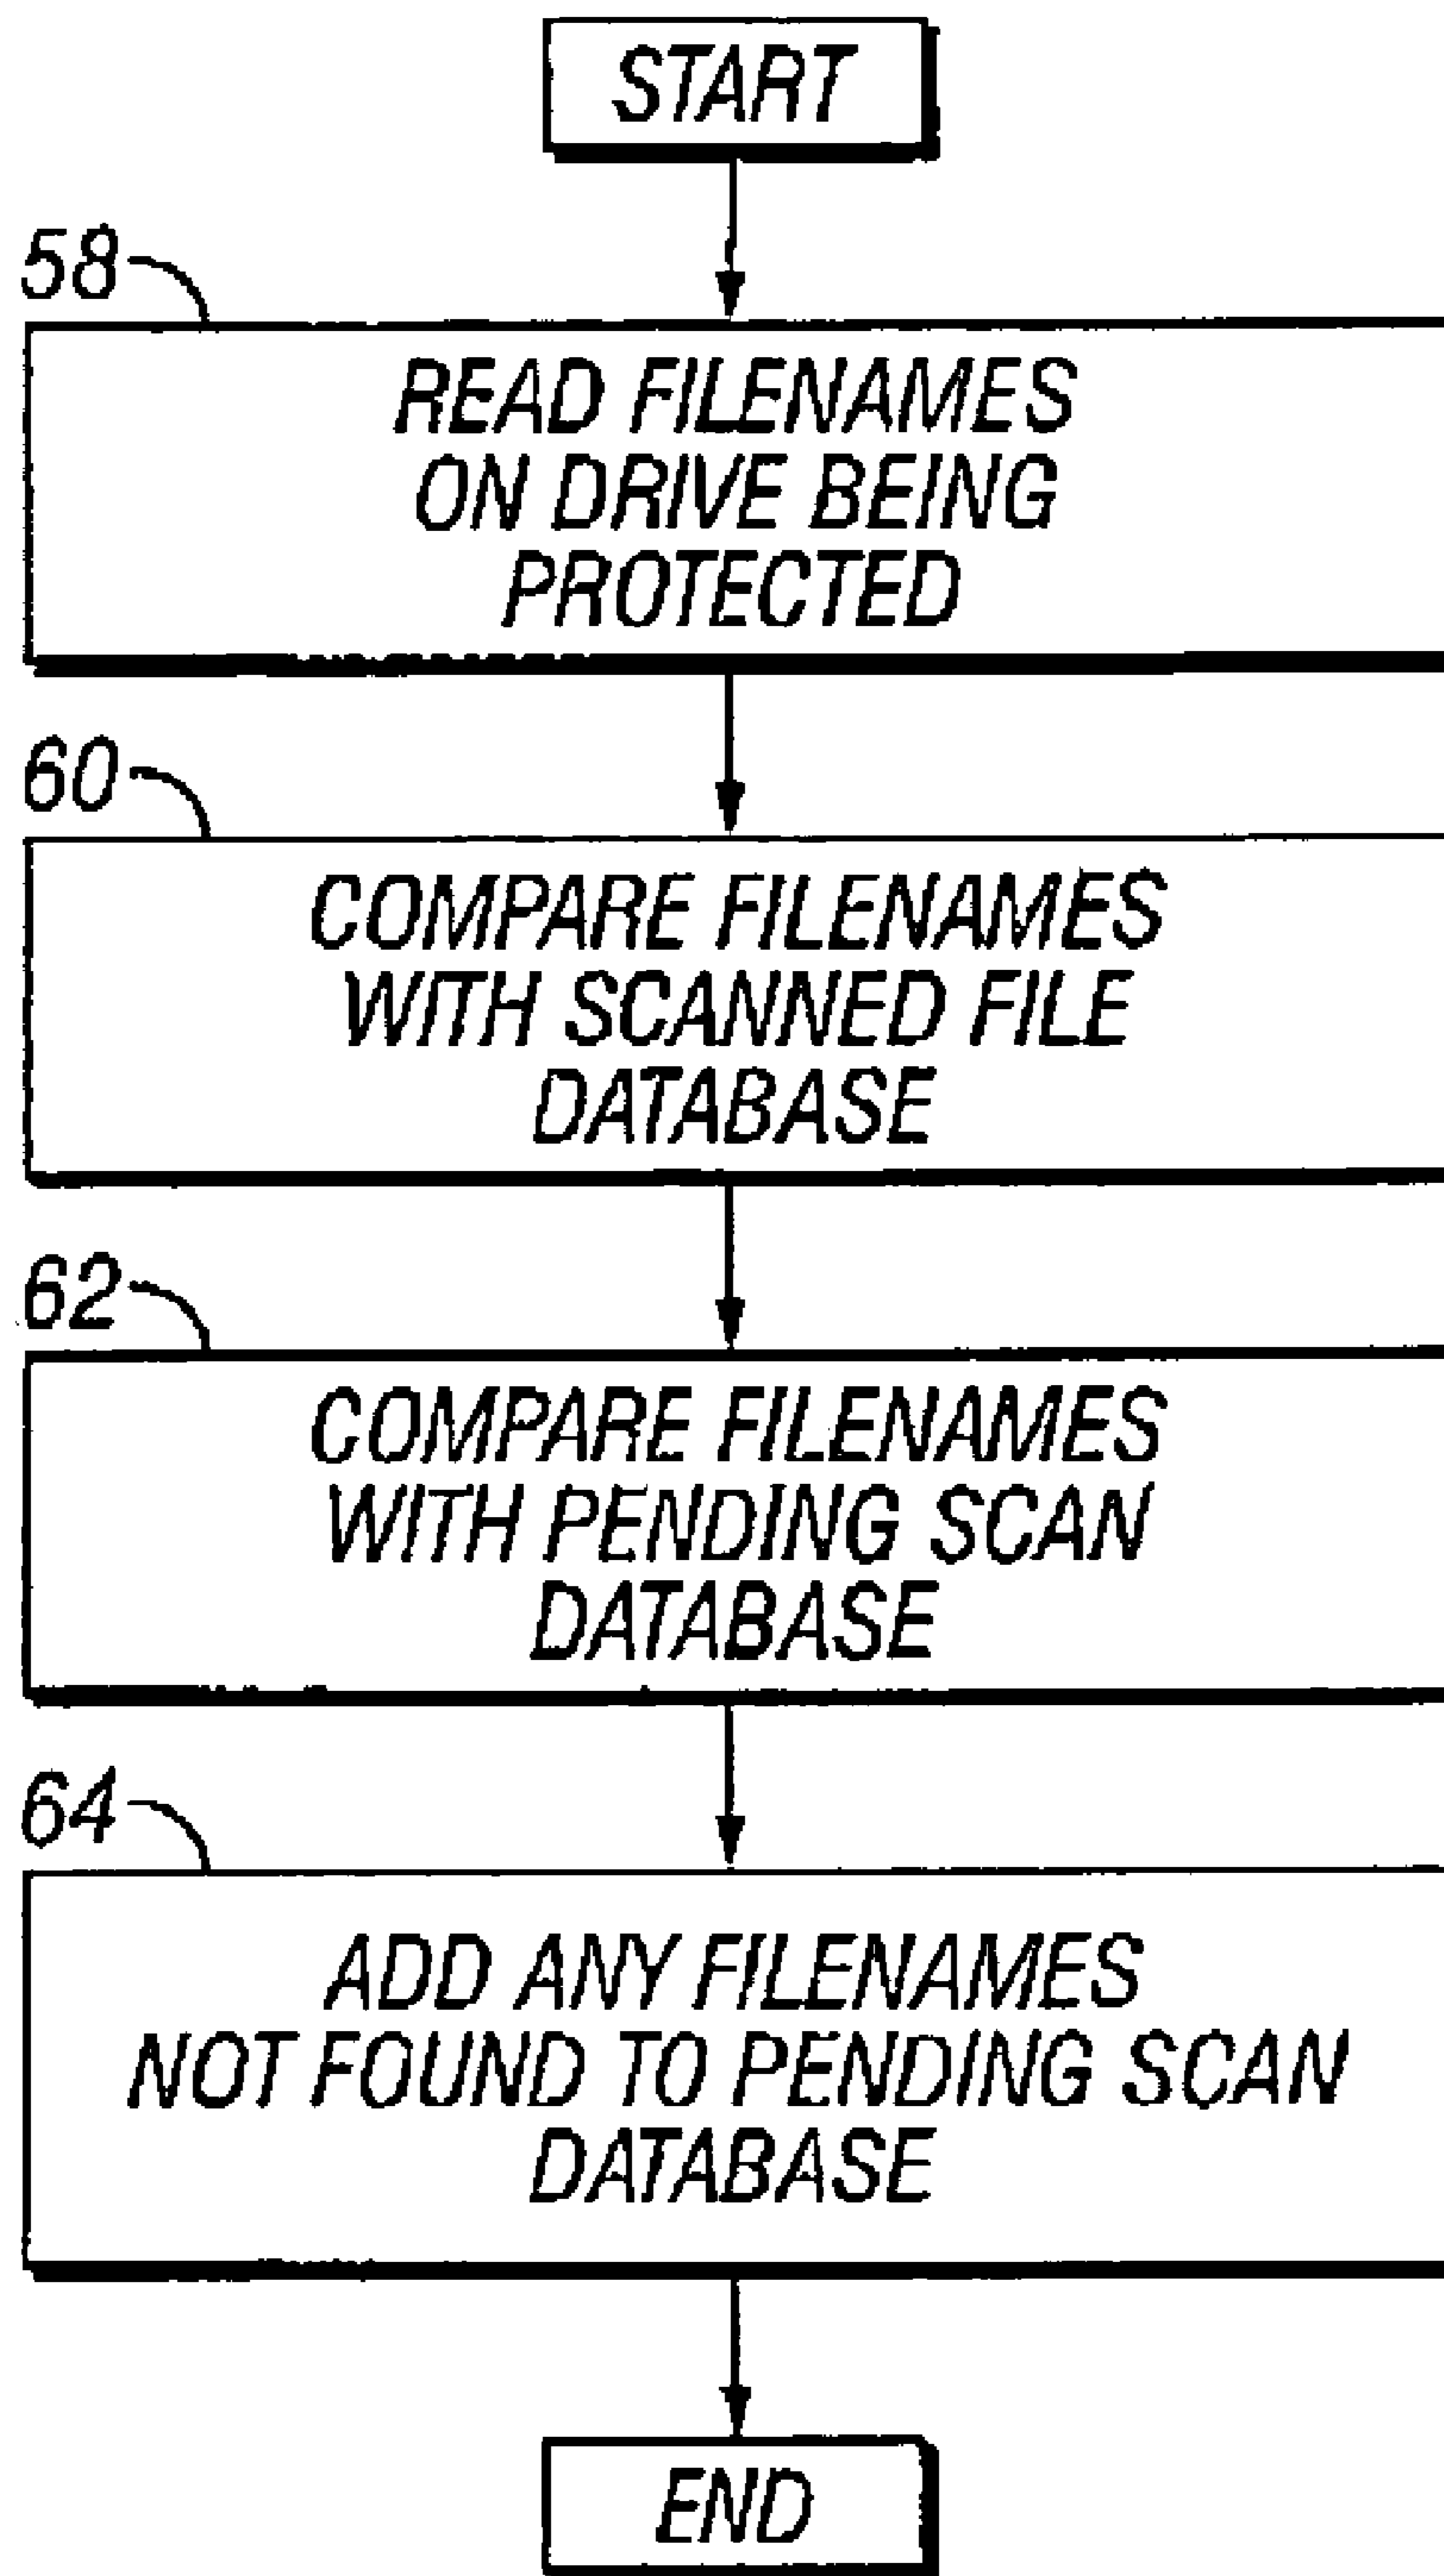 START
58
READ FILENAMES
ON DRIVE BEING
PROTECTED
60
COMPARE FILENAMES
WITH SCANNED FILE
DATABASE
62
COMPARE FILENAMES
WITH PENDING SCAN
DATABASE
64
ADD ANY FILENAMES
NOT FOUND TO PENDING SCAN
DATABASE
END